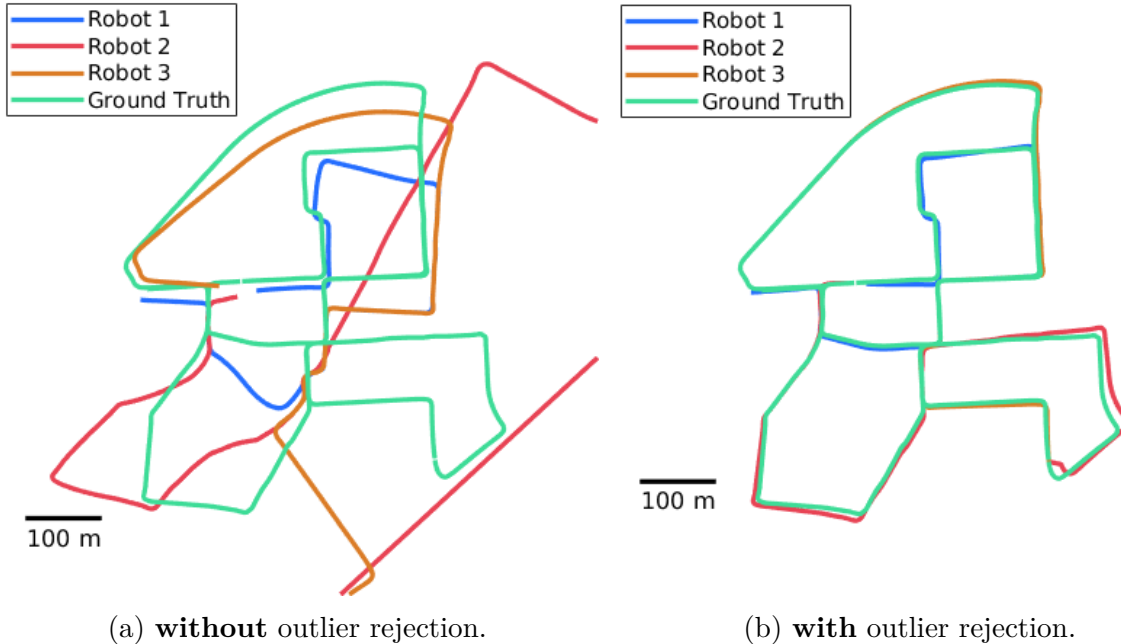 Robot 1
Robot 2
Robot 3
Ground Truth
100 m
(a) without outlier rejection.
Robot 1
Robot 2
Robot 3
Ground Truth
100 m
(b) with outlier rejection.